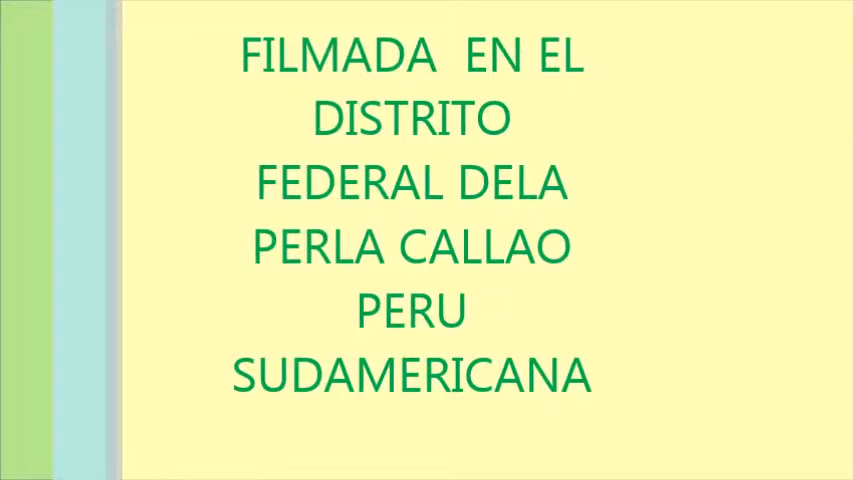 FILMADA  EN EL
DISTRITO
FEDERAL DELA
PERLA CALLAO
PERU
SUDAMERICANA